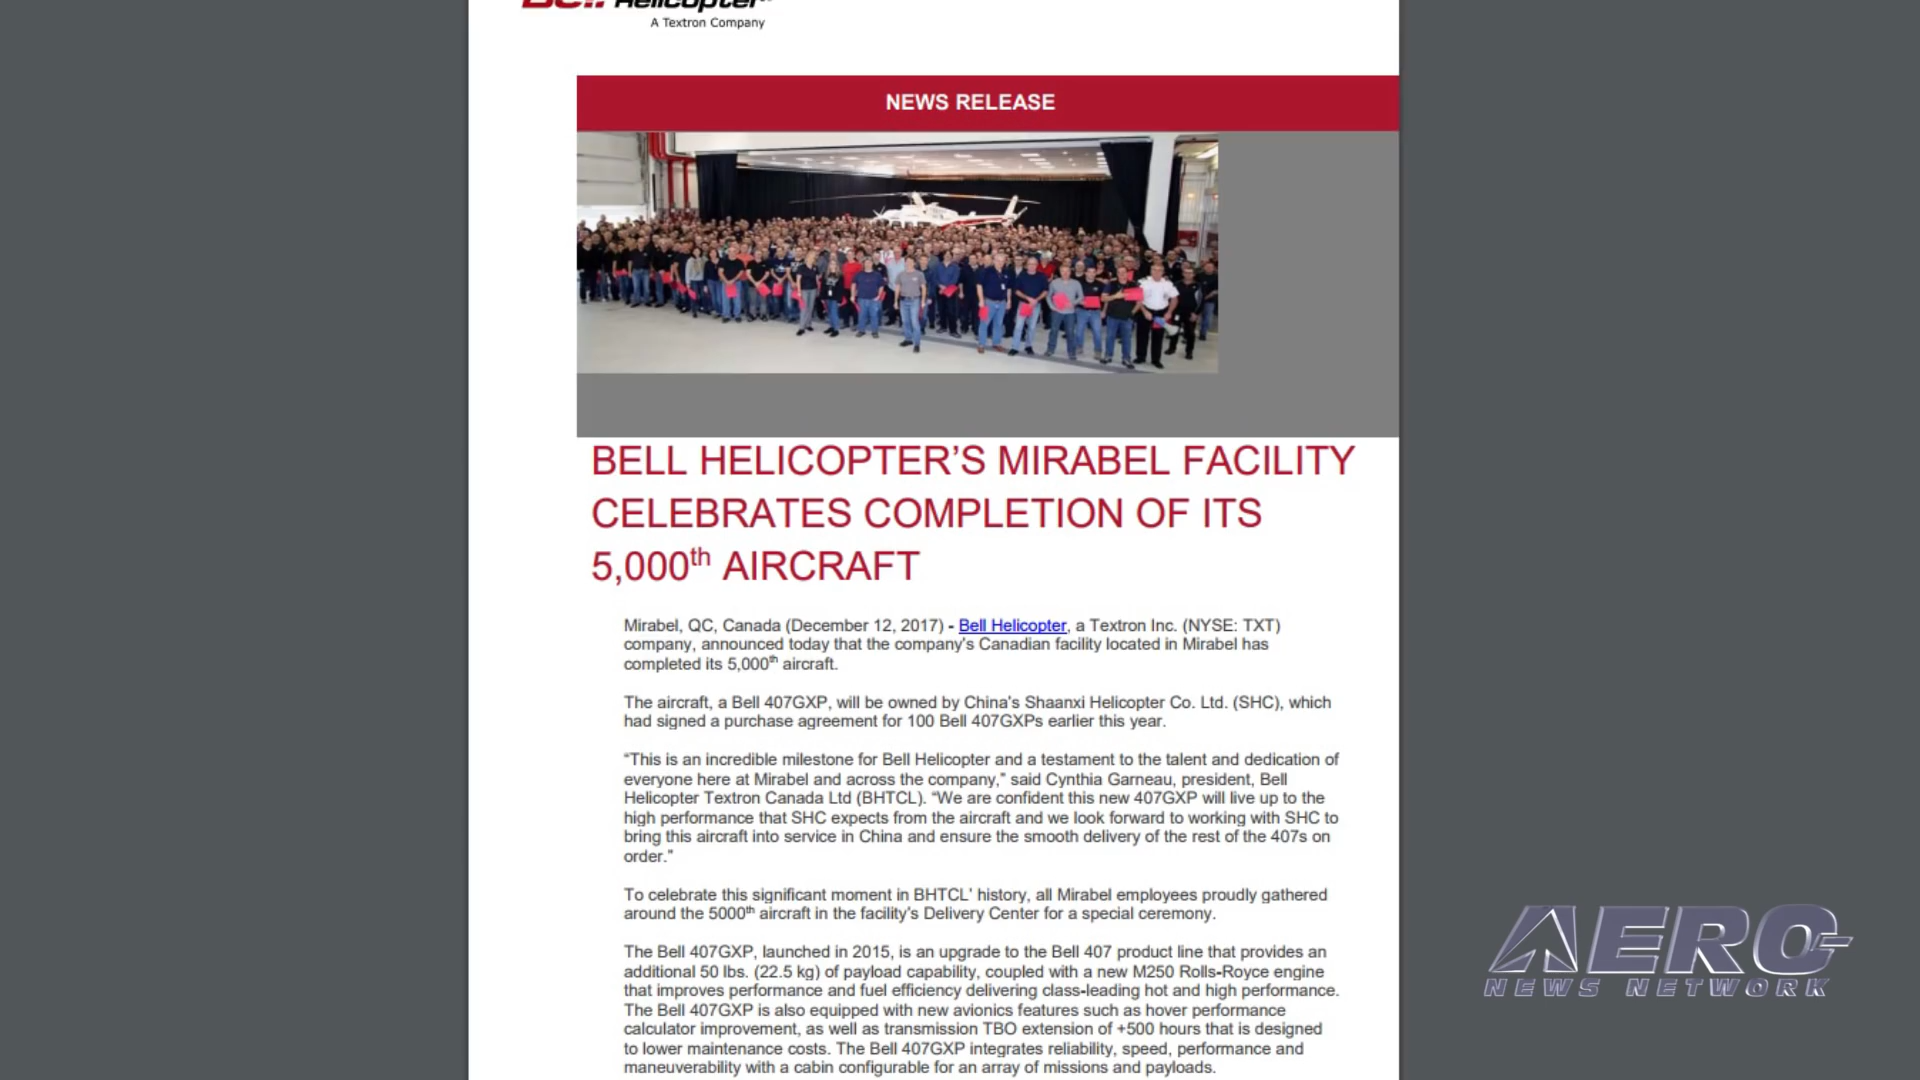 Bell Helicopter
A Textron Company
NEWS RELEASE
BELL HELICOPTER’S MIRABEL FACILITY
CELEBRATES COMPLETION OF ITS
5,000th AIRCRAFT
Mirabel, QC, Canada (December 12, 2017) - Bell Helicopter, a Textron Inc. (NYSE: TXT)
company, announced today that the company's Canadian facility located in Mirabel has
completed its 5,000th aircraft.
The aircraft, a Bell 407GXP, will be owned by China's Shaanxi Helicopter Co. Ltd. (SHC), which
had signed a purchase agreement for 100 Bell 407GXPs earlier this year.
“This is an incredible milestone for Bell Helicopter and a testament to the talent and dedication of
everyone here at Mirabel and across the company,” said Cynthia Garneau, president, Bell
Helicopter Textron Canada Ltd (BHTCL). “We are confident this new 407GXP will live up to the
high performance that SHC expects from the aircraft and we look forward to working with SHC to
bring this aircraft into service in China and ensure the smooth delivery of the rest of the 407s on
order.”
To celebrate this significant moment in BHTCL' history, all Mirabel employees proudly gathered
around the 5000th aircraft in the facility's Delivery Center for a special ceremony.
The Bell 407GXP, launched in 2015, is an upgrade to the Bell 407 product line that provides an
additional 50 lbs. (22.5 kg) of payload capability, coupled with a new M250 Rolls-Royce engine
that improves performance and fuel efficiency delivering class-leading hot and high performance.
The Bell 407GXP is also equipped with new avionics features such as hover performance
calculator improvement, as well as transmission TBO extension of +500 hours that is designed
to lower maintenance costs. The Bell 407GXP integrates reliability, speed, performance and
maneuverability with a cabin configurable for an array of missions and payloads.
AERO-
NEWS NETWORK